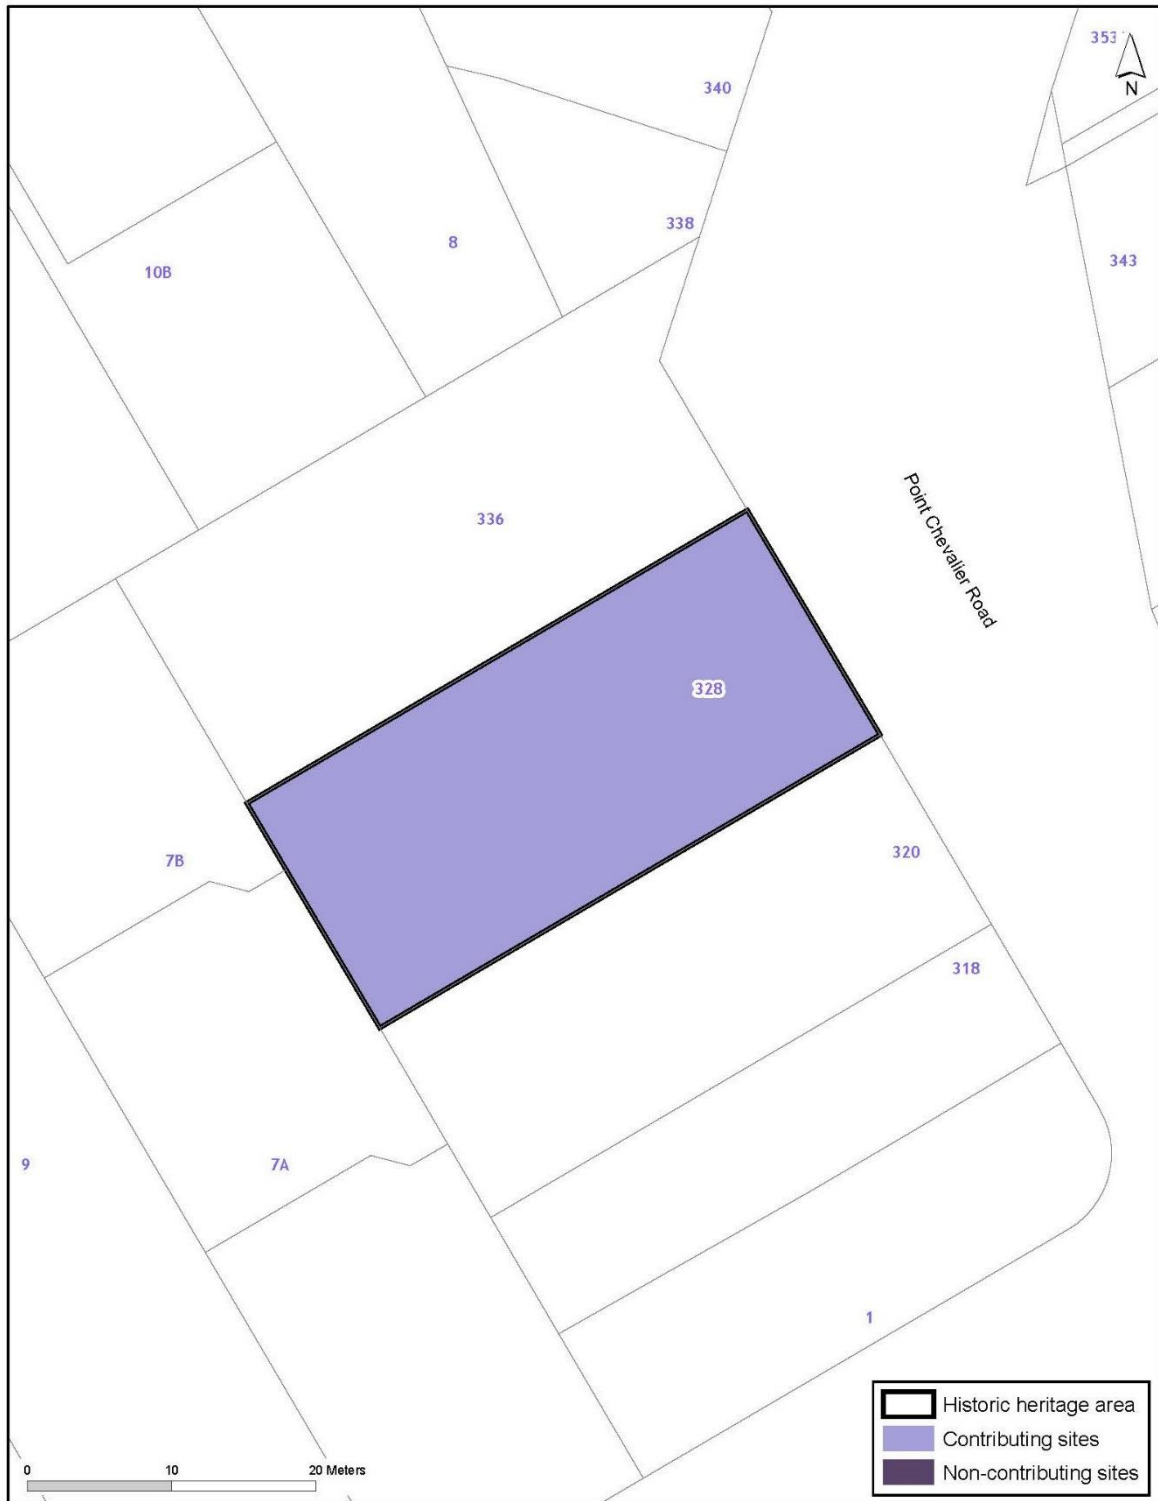 353
N
340
338
8
343
10B
336
Point Chevalier Road
328
7B
320
318
9
7A
1
Historic heritage area
Contributing sites
Non-contributing sites
0 10 20 Meters